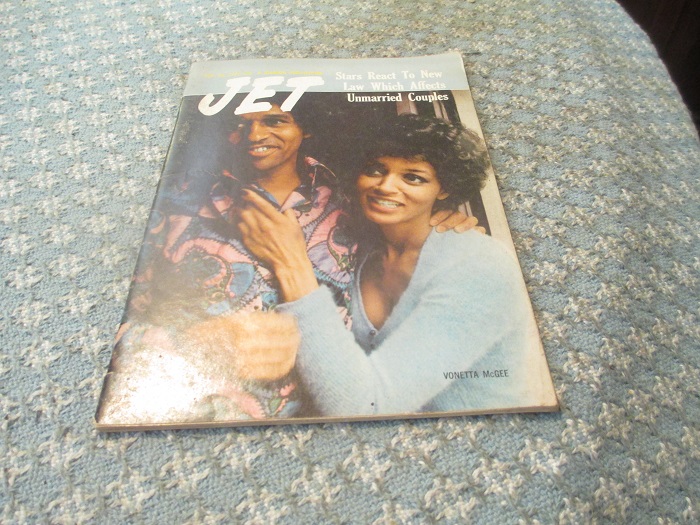 JET
Stars React To New
Law Which Affects
Unmarried Couples
VONETTA McGEE